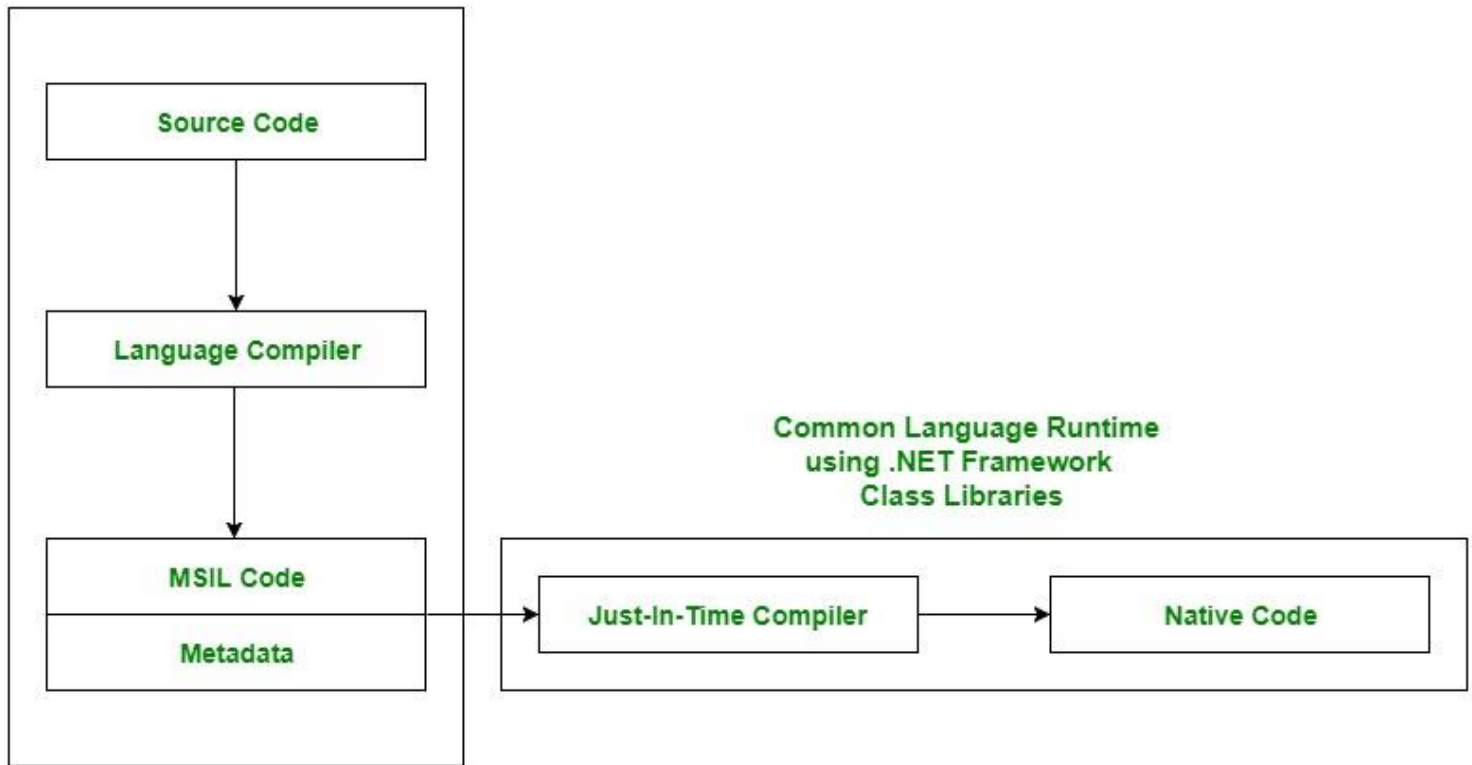 Source Code
Language Compiler
MSIL Code
Metadata
Common Language Runtime
using .NET Framework
Class Libraries
Just-In-Time Compiler
Native Code